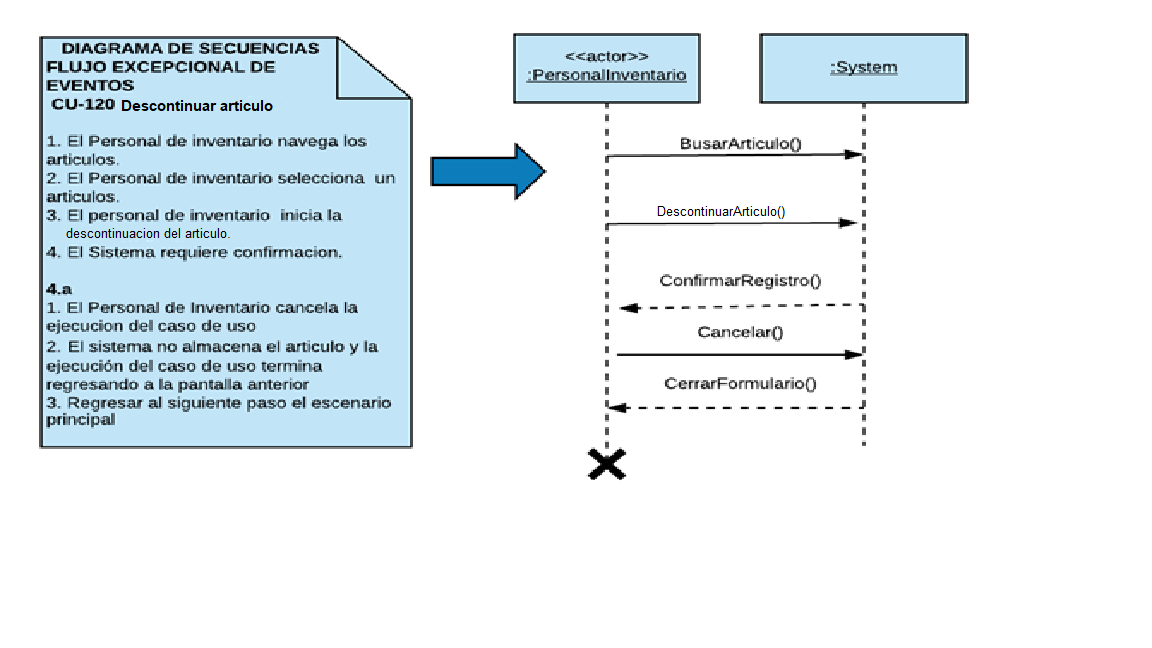 DIAGRAMA DE SECUENCIAS
FLUJO EXCEPCIONAL DE
EVENTOS
CU-120 Descontinuar articulo
1. El Personal de inventario navega los
articulos.
2. El Personal de inventario selecciona un
articulos.
3. El personal de inventario inicia la
descontinuacion del articulo.
4. El Sistema requiere confirmacion.
4.a
1. El Personal de Inventario cancela la
ejecucion del caso de uso
2. El sistema no almacena el articulo y la
ejecución del caso de uso termina
regresando a la pantalla anterior
3. Regresar al siguiente paso el escenario
principal
<<actor>>
:PersonalInventario
:System
BusarArticulo()
DescontinuarArticulo()
ConfirmarRegistro()
Cancelar()
CerrarFormulario()